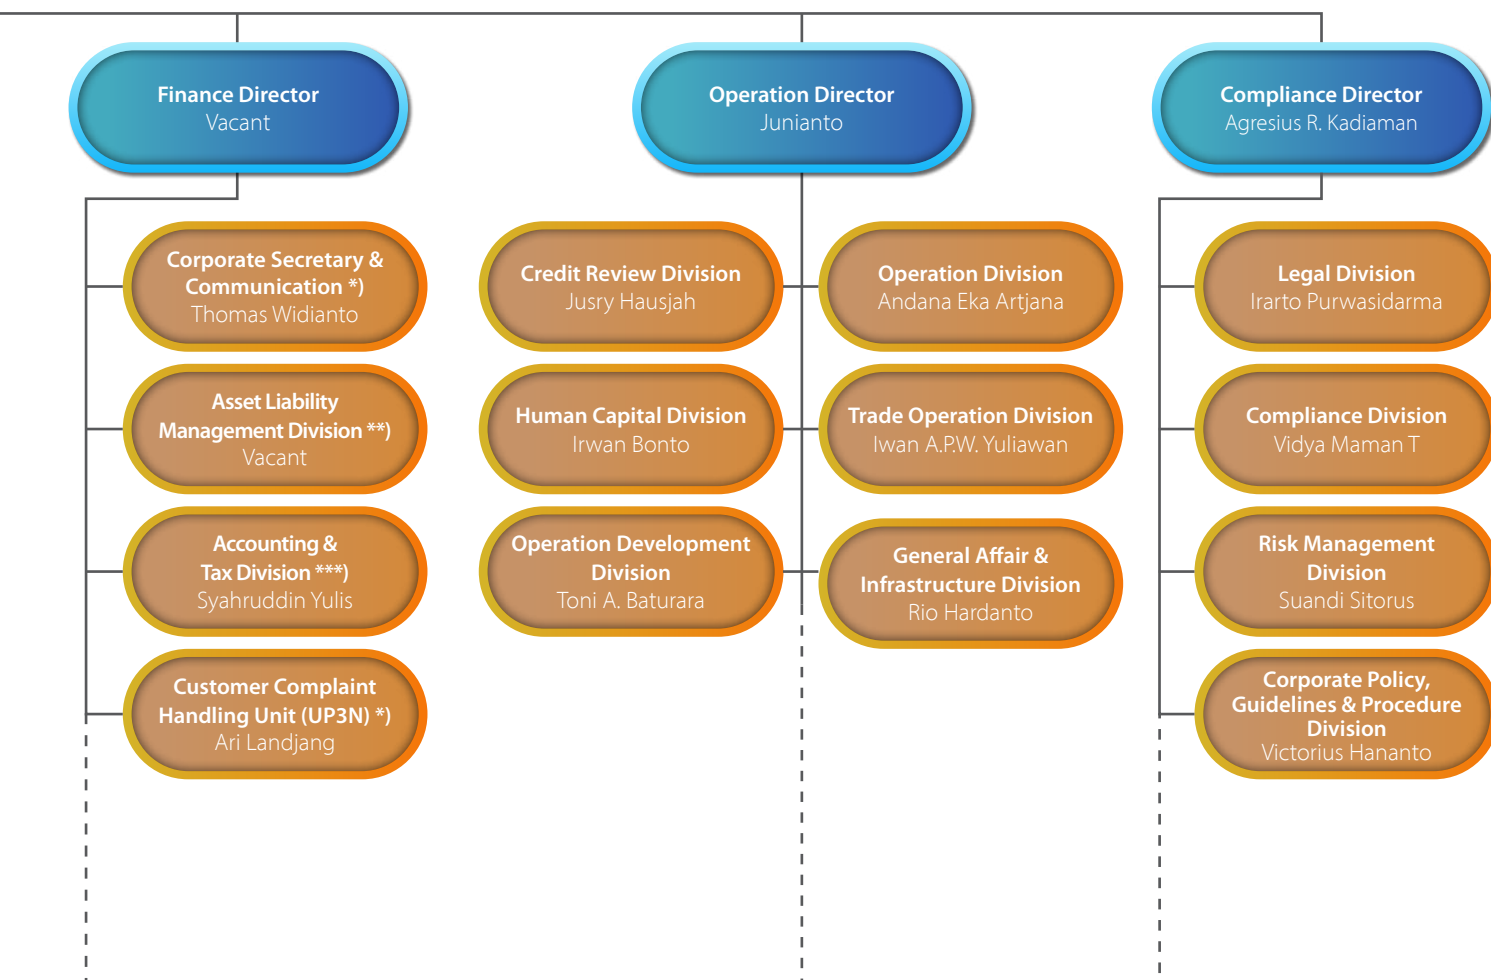 Finance Director
Vacant
Operation Director
Junianto
Compliance Director
Agresius R. Kadiaman
Corporate Secretary &
Communication *)
Thomas Widianto
Asset Liability
Management Division **)
Vacant
Accounting &
Tax Division ***)
Syahruddin Yulis
Customer Complaint
Handling Unit (UP3N) *)
Ari Landjang
Credit Review Division
Jusry Hausjah
Human Capital Division
Irwan Bonto
Operation Development
Division
Toni A. Baturara
Operation Division
Andana Eka Artjana
Trade Operation Division
Iwan A.P.W. Yuliawan
General Affair &
Infrastructure Division
Rio Hardanto
Legal Division
Irarto Purwasidarma
Compliance Division
Vidya Maman T
Risk Management
Division
Suandi Sitorus
Corporate Policy,
Guidelines & Procedure
Division
Victorius Hananto